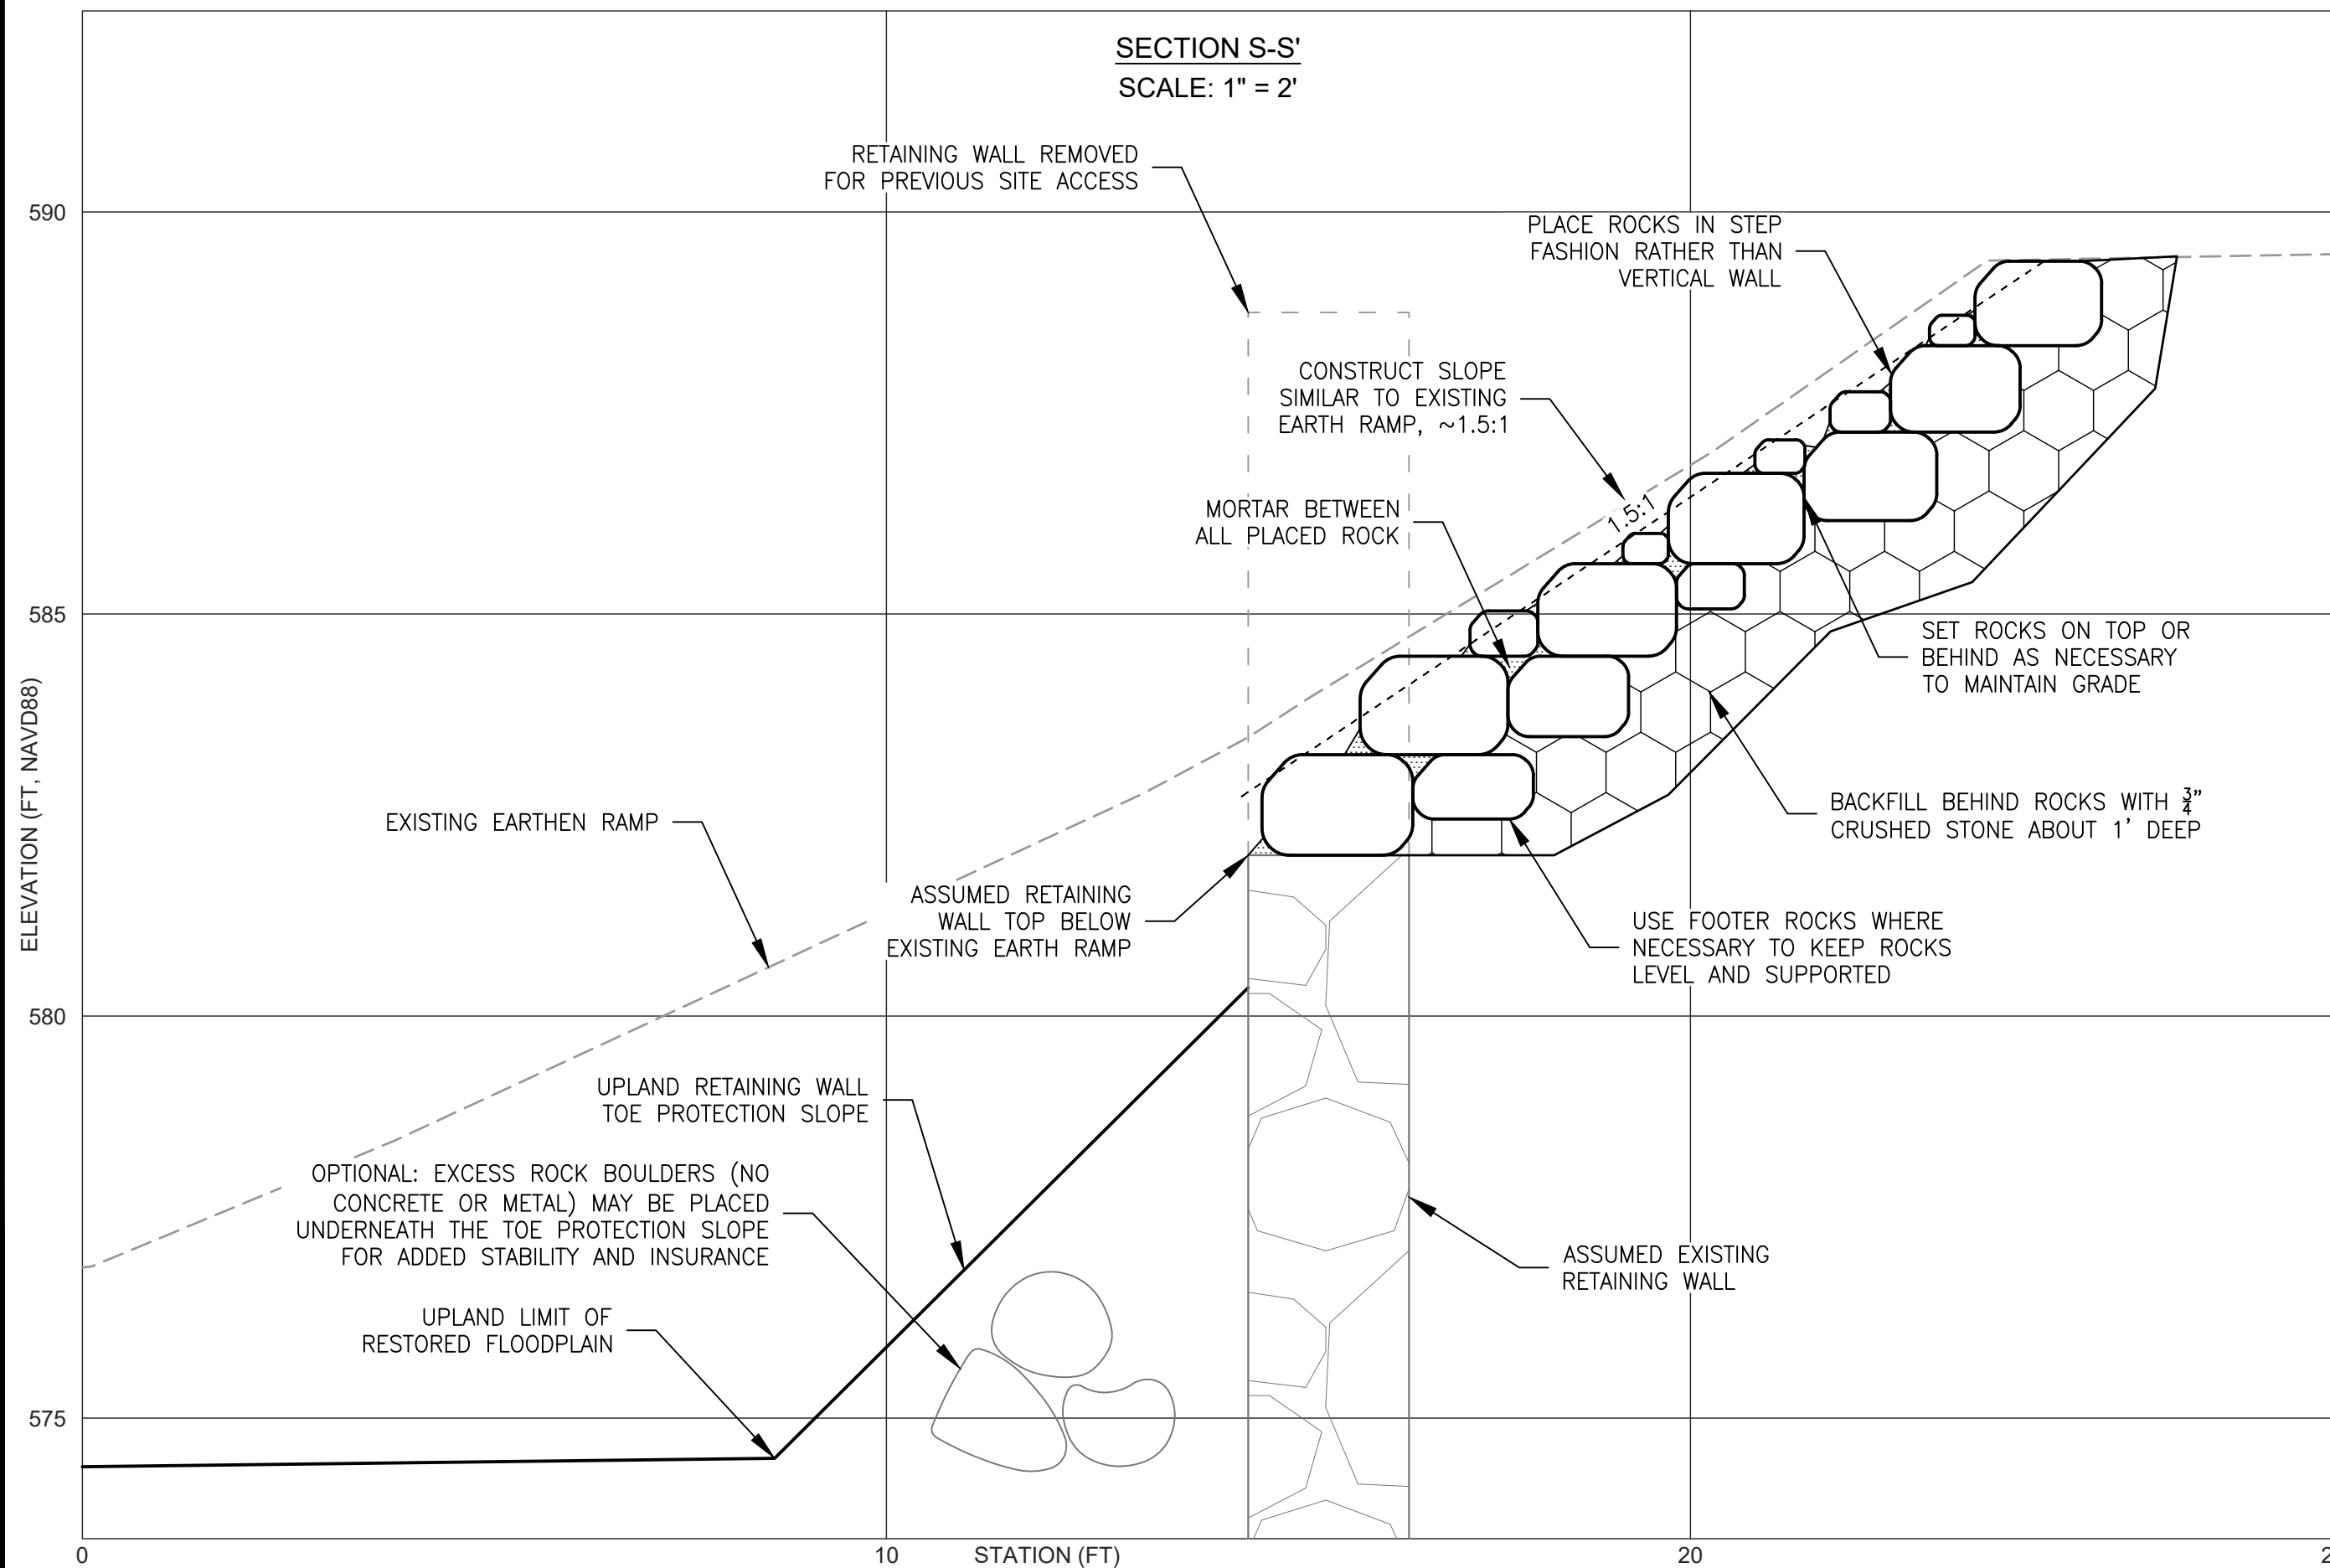 SECTION S-S'
SCALE: 1" = 2'
RETAINING WALL REMOVED
FOR PREVIOUS SITE ACCESS
590
PLACE ROCKS IN STEP
FASHION RATHER THAN
VERTICAL WALL
CONSTRUCT SLOPE
SIMILAR TO EXISTING
EARTH RAMP, ~1.5:1
1.5:1
MORTAR BETWEEN
ALL PLACED ROCK
585
SET ROCKS ON TOP OR
BEHIND AS NECESSARY
TO MAINTAIN GRADE
ELEVATION (FT, NAVD88)
EXISTING EARTHEN RAMP
BACKFILL BEHIND ROCKS WITH ¾"
CRUSHED STONE ABOUT 1' DEEP
ASSUMED RETAINING
WALL TOP BELOW
EXISTING EARTH RAMP
USE FOOTER ROCKS WHERE
NECESSARY TO KEEP ROCKS
LEVEL AND SUPPORTED
580
UPLAND RETAINING WALL
TOE PROTECTION SLOPE
OPTIONAL: EXCESS ROCK BOULDERS (NO
CONCRETE OR METAL) MAY BE PLACED
UNDERNEATH THE TOE PROTECTION SLOPE
FOR ADDED STABILITY AND INSURANCE
ASSUMED EXISTING
RETAINING WALL
UPLAND LIMIT OF
RESTORED FLOODPLAIN
575
0
10
STATION (FT)
20